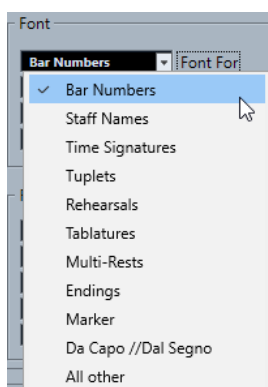 Font
Bar Numbers Font For
Bar Numbers
Staff Names
Time Signatures
Tuplets
Rehearsals
Tablatures
Multi-Rests
Endings
Marker
Da Capo //Dal Segno
All other